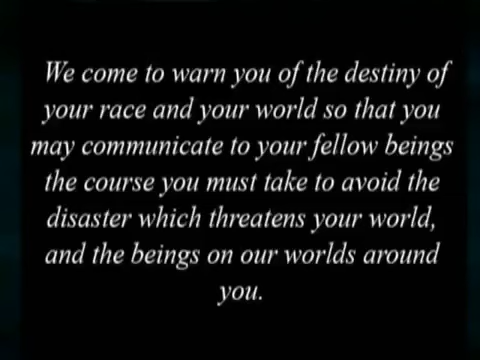 We come to warn you of the destiny of
your race and your world so that you
may communicate to your fellow beings
the course you must take to avoid the
disaster which threatens your world,
and the beings on our worlds around
you.